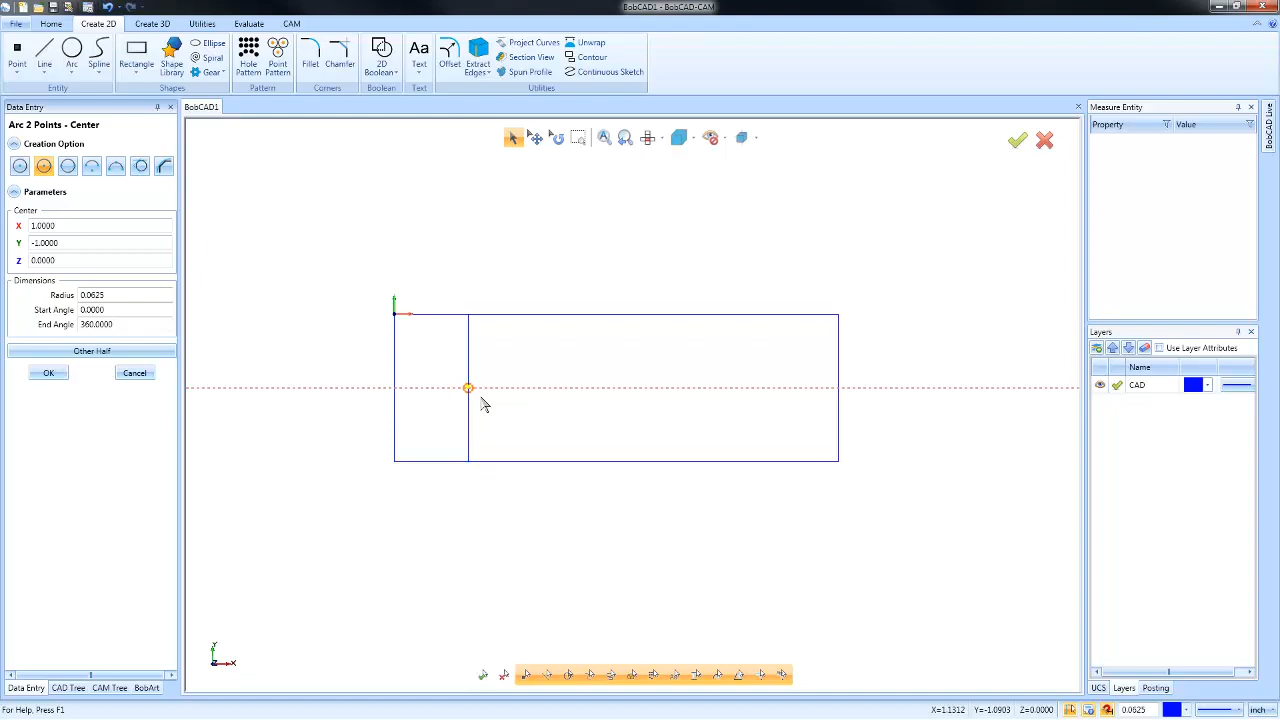 BobCAD1 - BobCAD-CAM
File Home Create 2D Create 3D Utilities Evaluate CAM
Point Line Arc Spline Rectangle Shape Library Ellipse Spiral Gear Hole Pattern Point Pattern Fillet Chamfer 2D Boolean Text Offset Extract Edges Project Curves Section View Spun Profile Unwrap Contour Continuous Sketch
Entity Shapes Pattern Corners Boolean Text Utilities
Data Entry
BobCAD1
Measure Entity
BobCAD Live
Arc 2 Points - Center
Property Value
Creation Option
Parameters
Center
X 1.0000
Y -1.0000
Z 0.0000
Dimensions
Radius 0.0625
Start Angle 0.0000
End Angle 360.0000
Other Half
OK Cancel
Layers
Use Layer Attributes
Name
CAD
Y
Z X
Data Entry CAD Tree CAM Tree BobArt
UCS Layers Posting
For Help, Press F1
X=1.1312 Y=-1.0903 Z=0.0000 0.0625 inch